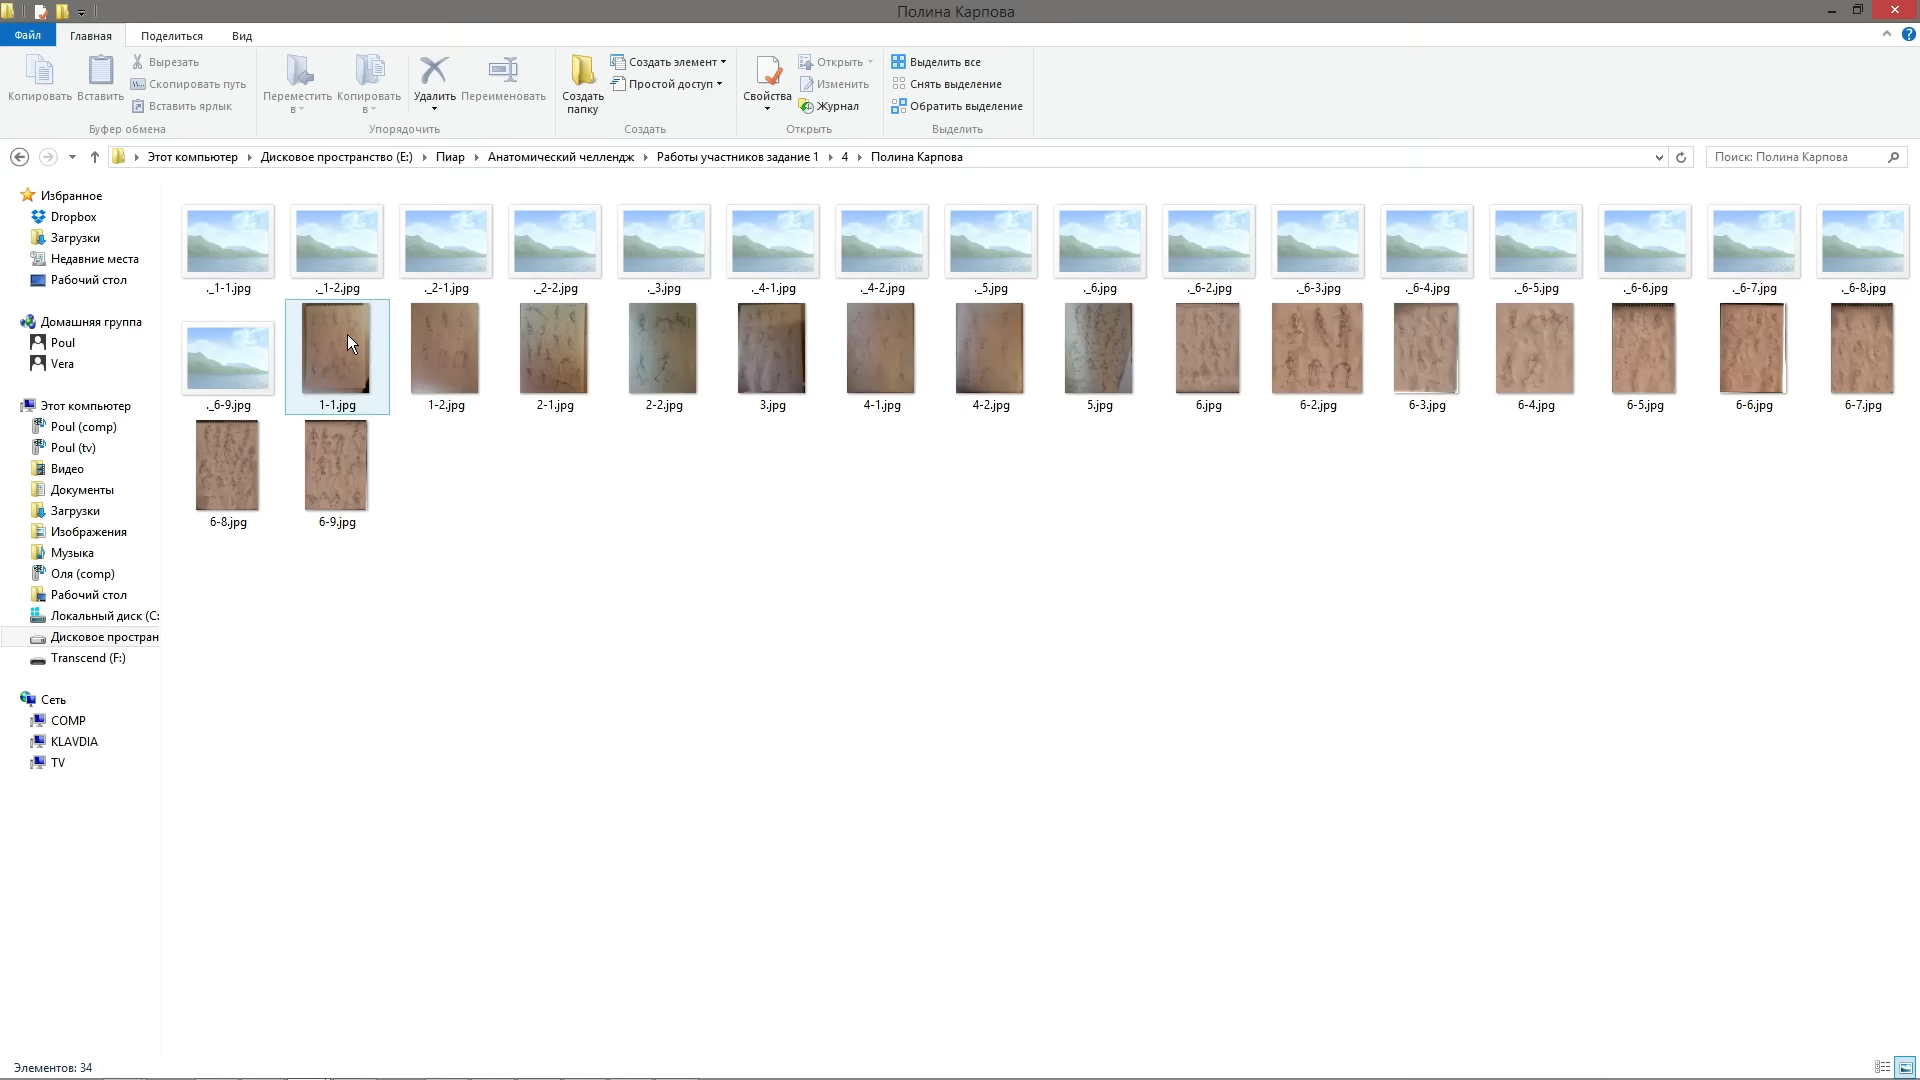 Полина Карпова
Файл
Главная
Поделиться
Вид
Копировать
Вставить
Вырезать
Скопировать путь
Вставить ярлык
Буфер обмена
Переместить в
Копировать в
Удалить
Переименовать
Упорядочить
Создать папку
Создать элемент
Простой доступ
Создать
Свойства
Открыть
Изменить
Журнал
Открыть
Выделить все
Снять выделение
Обратить выделение
Выделить
Этот компьютер
Дисковое пространство (E:)
Пиар
Анатомический челлендж
Работы участников задание 1
4
Полина Карпова
Поиск: Полина Карпова
Избранное
Dropbox
Загрузки
Недавние места
Рабочий стол
Домашняя группа
Poul
Vera
Этот компьютер
Poul (comp)
Poul (tv)
Видео
Документы
Загрузки
Изображения
Музыка
Оля (comp)
Рабочий стол
Локальный диск (C:
Дисковое простран
Transcend (F:)
Сеть
COMP
KLAVDIA
TV
._1-1.jpg
._1-2.jpg
._2-1.jpg
._2-2.jpg
._3.jpg
._4-1.jpg
._4-2.jpg
._5.jpg
._6.jpg
._6-2.jpg
._6-3.jpg
._6-4.jpg
._6-5.jpg
._6-6.jpg
._6-7.jpg
._6-8.jpg
._6-9.jpg
1-1.jpg
1-2.jpg
2-1.jpg
2-2.jpg
3.jpg
4-1.jpg
4-2.jpg
5.jpg
6.jpg
6-2.jpg
6-3.jpg
6-4.jpg
6-5.jpg
6-6.jpg
6-7.jpg
6-8.jpg
6-9.jpg
Элементов: 34